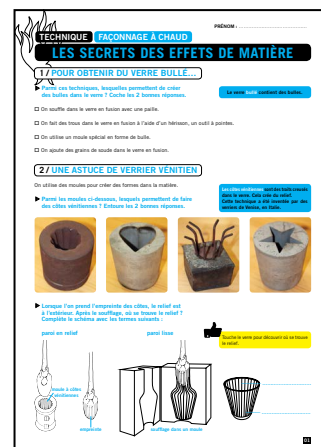 PRÉNOM :
TECHNIQUE FAÇONNAGE À CHAUD
LES SECRETS DES EFFETS DE MATIÈRE
1 / POUR OBTENIR DU VERRE BULLÉ...
Parmi ces techniques, lesquelles permettent de créer
des bulles dans le verre ? Coche les 2 bonnes réponses.
Le verre bullé contient des bulles.
On souffle dans le verre en fusion avec une paille.
On fait des trous dans le verre en fusion à l'aide d'un hérisson, un outil à pointes.
On utilise un moule spécial en forme de bulle.
On ajoute des grains de soude dans le verre en fusion.
2 / UNE ASTUCE DE VERRIER VÉNITIEN
On utilise des moules pour créer des formes dans la matière.
Les côtes vénitiennes sont des traits creusés
dans le verre. Cela crée du relief.
Cette technique a été inventée par des
verriers de Venise, en Italie.
Parmi les moules ci-dessous, lesquels permettent de faire
des côtes vénitiennes ? Entoure les 2 bonnes réponses.
Lorsque l'on prend l'empreinte des côtes, le relief est
à l'extérieur. Après le soufflage, où se trouve le relief ?
Complète le schéma avec les termes suivants :
paroi en relief
paroi lisse
Touche le verre pour découvrir où se trouve
le relief.
moule à côtes
vénitiennes
empreinte
soufflage dans un moule
01